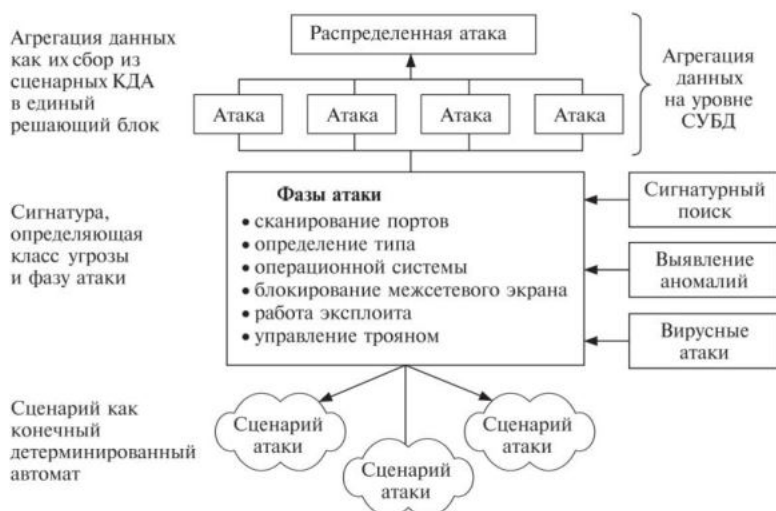 Агрегация данных
как их сбор из
сценарных КДА
в единый
решающий блок
Распределенная атака
Атака
Атака
Атака
Атака
Агрегация
данных
на уровне
СУБД
Сигнатура,
определяющая
класс угрозы
и фазу атаки
Фазы атаки
• сканирование портов
• определение типа
• операционной системы
• блокирование межсетевого экрана
• работа эксплоита
• управление трояном
Сигнатурный
поиск
Выявление
аномалий
Вирусные
атаки
Сценарий как
конечный
детерминированный
автомат
Сценарий
атаки
Сценарий
атаки
Сценарий
атаки